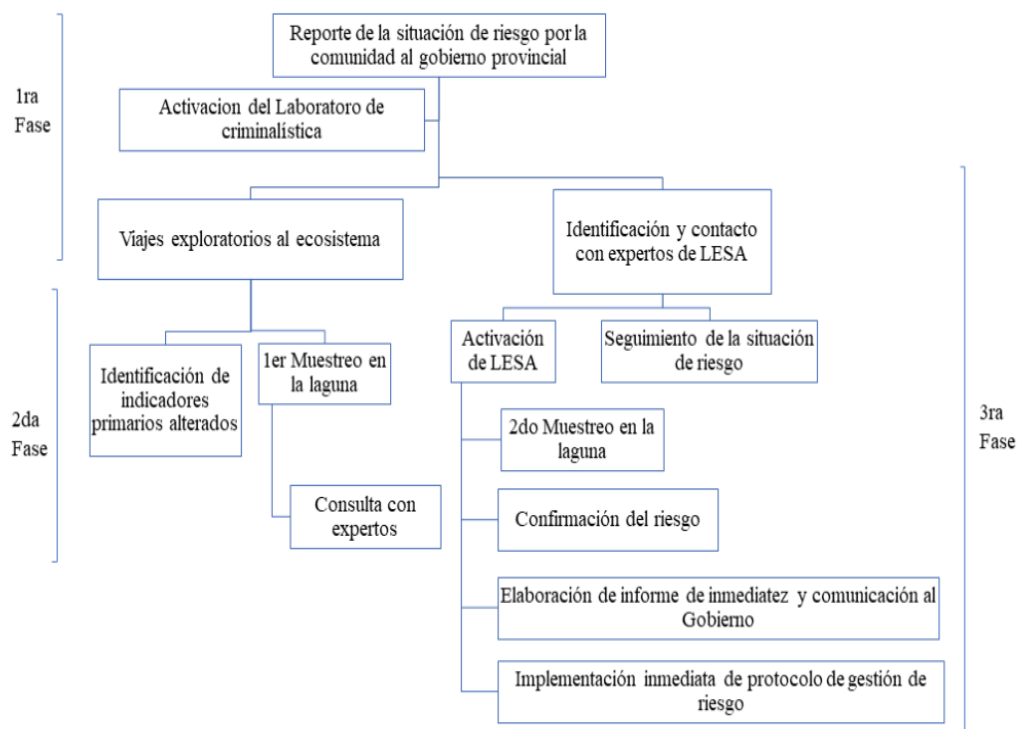 Reporte de la situación de riesgo por la
comunidad al gobierno provincial
1ra
Fase
Activacion del Laboratoro de
criminalística
Viajes exploratorios al ecosistema
Identificación y contacto
con expertos de LESA
2da
Fase
Identificación de
indicadores
primarios alterados
1er Muestreo en
la laguna
Consulta con
expertos
Activación
de LESA
Seguimiento de la situación
de riesgo
2do Muestreo en la
laguna
Confirmación del riesgo
Elaboración de informe de inmediatez y comunicación al
Gobierno
Implementación inmediata de protocolo de gestión de
riesgo
3ra
Fase